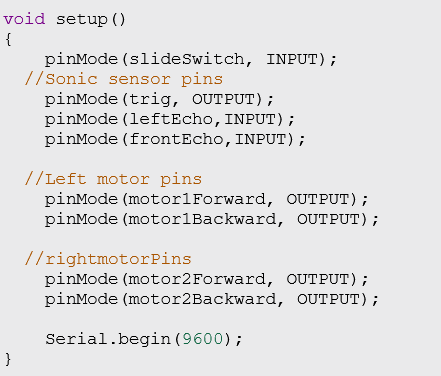 void setup()
{
    pinMode(slideSwitch, INPUT);
  //Sonic sensor pins
    pinMode(trig, OUTPUT);
    pinMode(leftEcho,INPUT);
    pinMode(frontEcho,INPUT);

  //Left motor pins
    pinMode(motor1Forward, OUTPUT);
    pinMode(motor1Backward, OUTPUT);

  //rightmotorPins
    pinMode(motor2Forward, OUTPUT);
    pinMode(motor2Backward, OUTPUT);

    Serial.begin(9600);
}